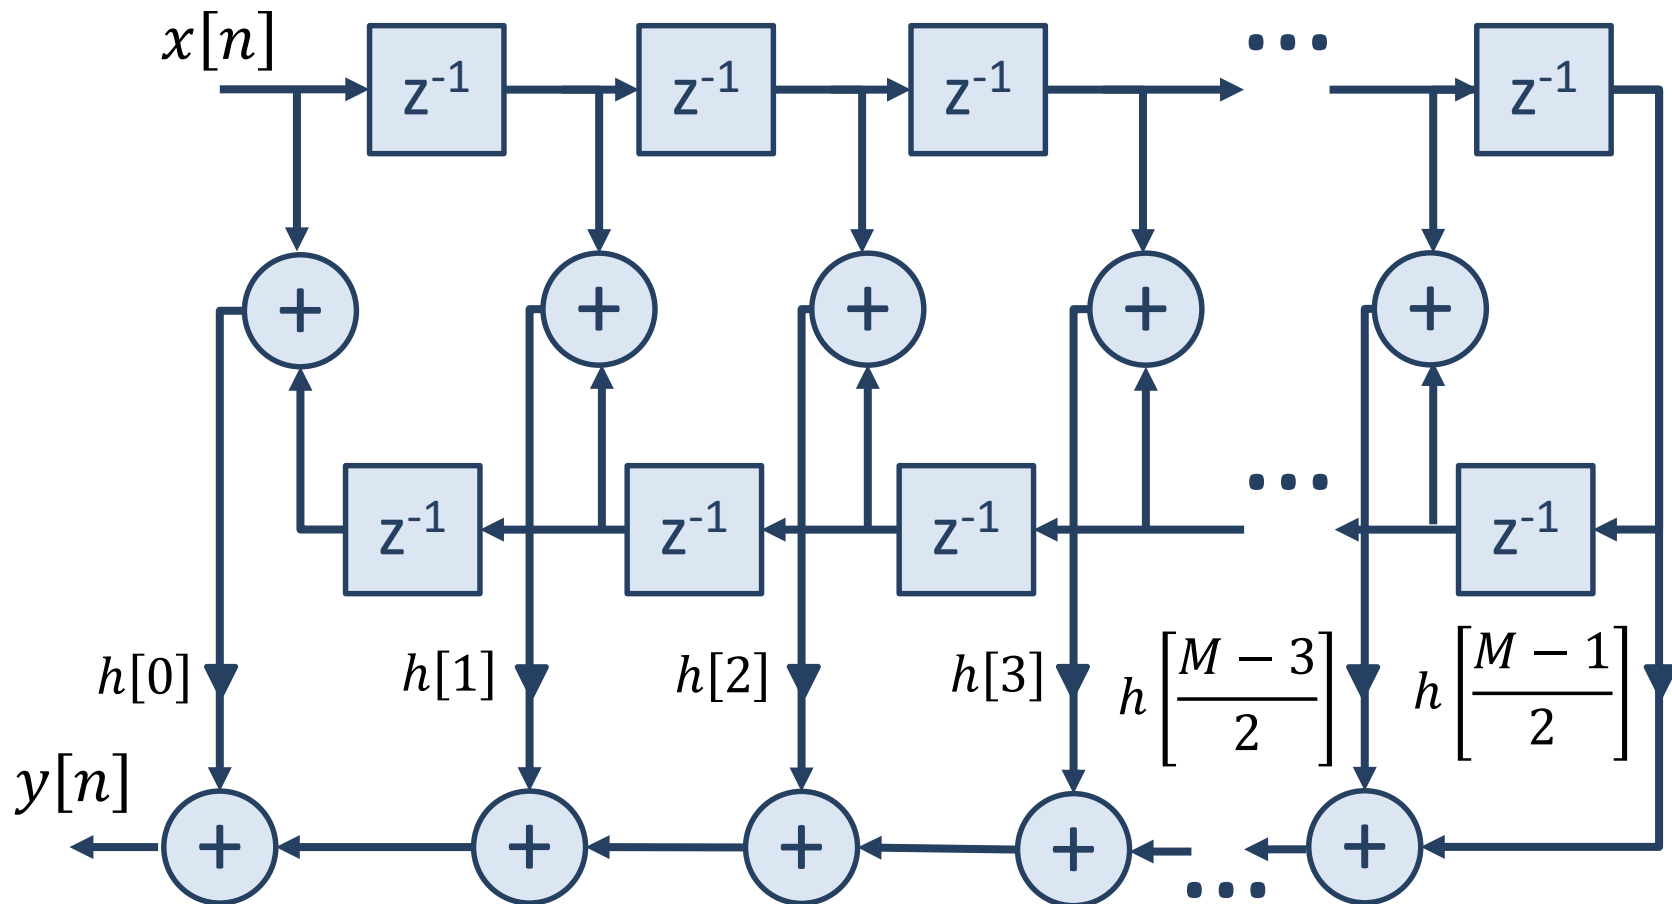 x[n]
z⁻¹ z⁻¹ z⁻¹ ... z⁻¹
+ + + + +
z⁻¹ z⁻¹ z⁻¹ ... z⁻¹
h[0] h[1] h[2] h[3] h[(M − 3)/2] h[(M − 1)/2]
y[n]
+ + + + ... +